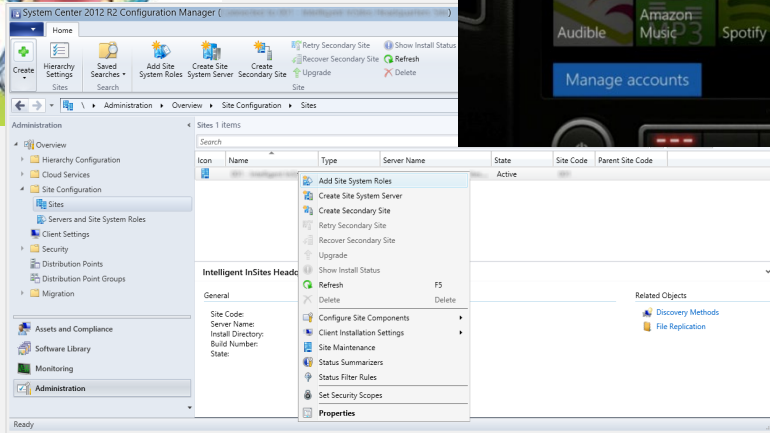 System Center 2012 R2 Configuration Manager (
Home
Create
Hierarchy
Settings
Saved
Searches
Add Site
System Roles
Create Site
System Server
Create
Secondary Site
Retry Secondary Site
Recover Secondary Site
Upgrade
Show Install Status
Refresh
Delete
Sites
Search
Site
Audible
Amazon
Music
MP3
Spotify
Manage accounts
\ Administration Overview Site Configuration Sites
Administration
Overview
Hierarchy Configuration
Cloud Services
Site Configuration
Sites
Servers and Site System Roles
Client Settings
Security
Distribution Points
Distribution Point Groups
Migration
Assets and Compliance
Software Library
Monitoring
Administration
Sites 1 items
Search
Icon Name Type Server Name State Site Code Parent Site Code
Active
Add Site System Roles
Create Site System Server
Create Secondary Site
Retry Secondary Site
Recover Secondary Site
Upgrade
Show Install Status
Refresh F5
Delete Delete
Configure Site Components
Client Installation Settings
Site Maintenance
Status Summarizers
Status Filter Rules
Set Security Scopes
Properties
Intelligent InSites Headq
General
Site Code:
Server Name:
Install Directory:
Build Number:
State:
Related Objects
Discovery Methods
File Replication
Ready